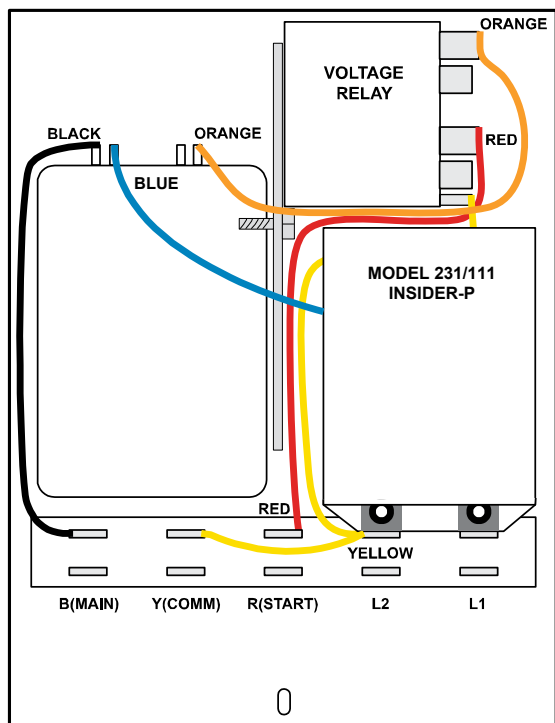 ORANGE
VOLTAGE
RELAY
BLACK
ORANGE
RED
BLUE
MODEL 231/111
INSIDER-P
RED
YELLOW
B(MAIN)
Y(COMM)
R(START)
L2
L1